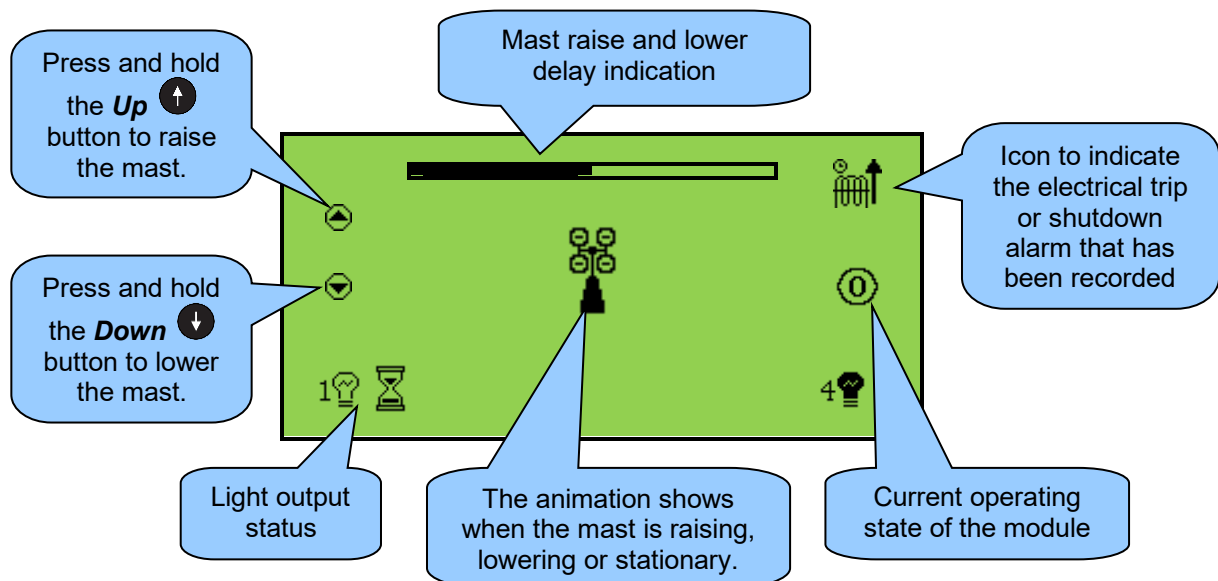 Press and hold
the Up
button to raise
the mast.
Mast raise and lower
delay indication
Icon to indicate
the electrical trip
or shutdown
alarm that has
been recorded
Press and hold
the Down
button to lower
the mast.
0
1
4
Light output
status
The animation shows
when the mast is raising,
lowering or stationary.
Current operating
state of the module